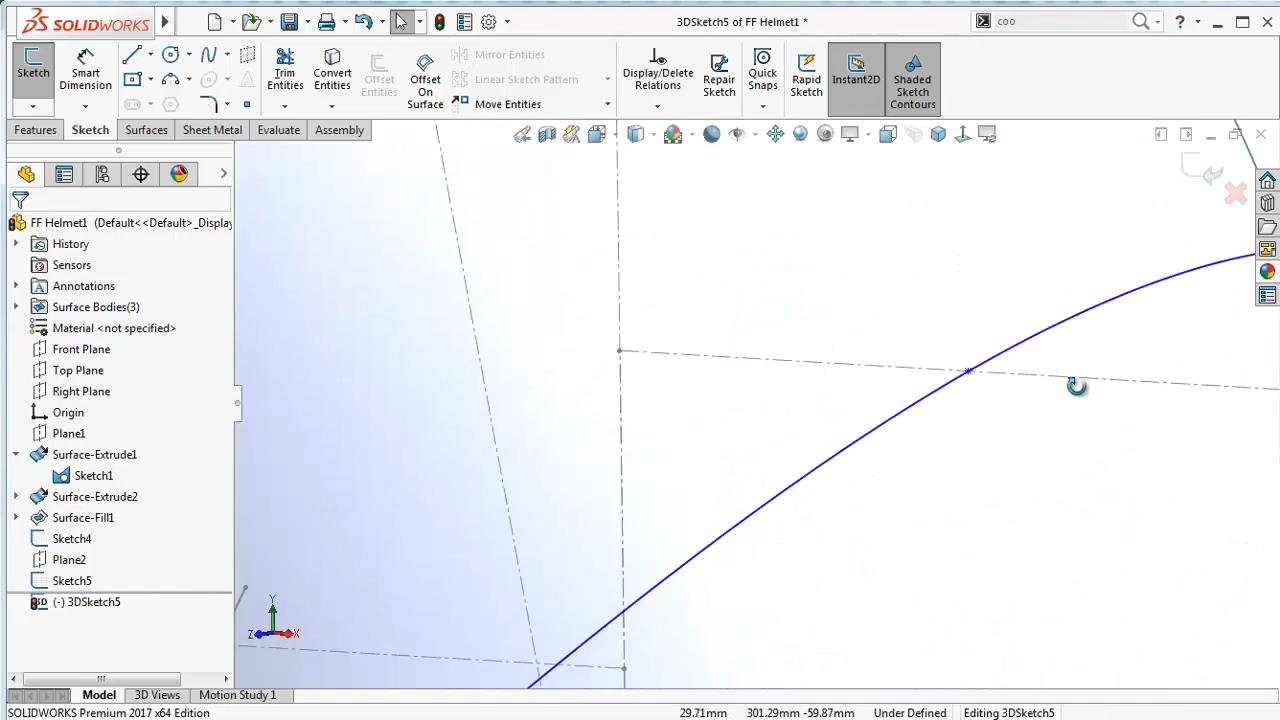 SOLIDWORKS
3DSketch5 of FF Helmet1 *
coo
Sketch
Smart Dimension
Trim Entities
Convert Entities
Offset Entities
Offset On Surface
Mirror Entities
Linear Sketch Pattern
Move Entities
Display/Delete Relations
Repair Sketch
Quick Snaps
Rapid Sketch
Instant2D
Shaded Sketch Contours
Features
Sketch
Surfaces
Sheet Metal
Evaluate
Assembly
FF Helmet1 (Default<<Default>_Display
History
Sensors
Annotations
Surface Bodies(3)
Material <not specified>
Front Plane
Top Plane
Right Plane
Origin
Plane1
Surface-Extrude1
Sketch1
Surface-Extrude2
Surface-Fill1
Sketch4
Plane2
Sketch5
(-) 3DSketch5
Y
Z
X
Model
3D Views
Motion Study 1
SOLIDWORKS Premium 2017 x64 Edition
29.71mm
301.29mm -59.87mm
Under Defined
Editing 3DSketch5